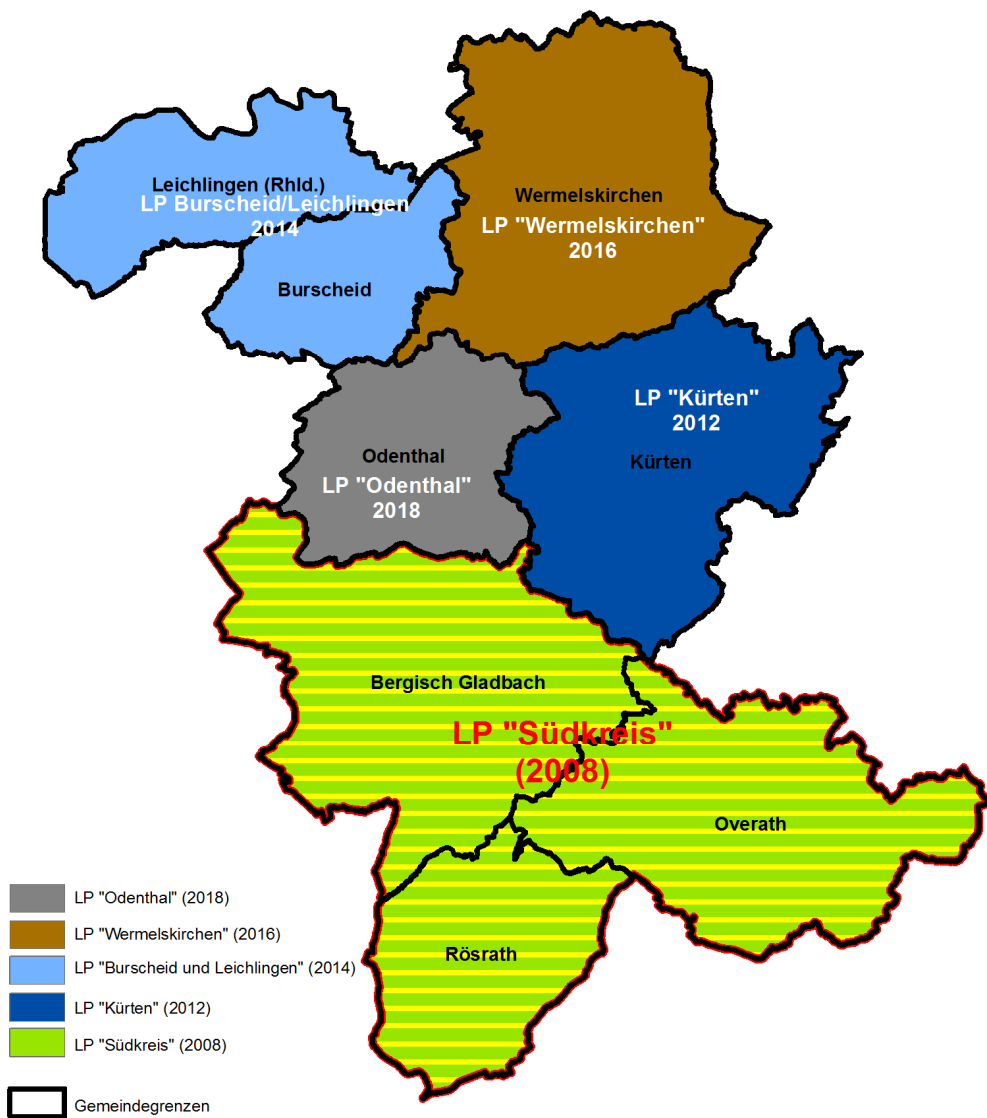 Leichlingen (Rhld.)
LP Burscheid/Leichlingen
2014
Burscheid
Wermelskirchen
LP "Wermelskirchen"
2016
LP "Kürten"
2012
Kürten
Odenthal
LP "Odenthal"
2018
Bergisch Gladbach
LP "Südkreis"
(2008)
Overath
Rösrath
LP "Odenthal" (2018)
LP "Wermelskirchen" (2016)
LP "Burscheid und Leichlingen" (2014)
LP "Kürten" (2012)
LP "Südkreis" (2008)
Gemeindegrenzen